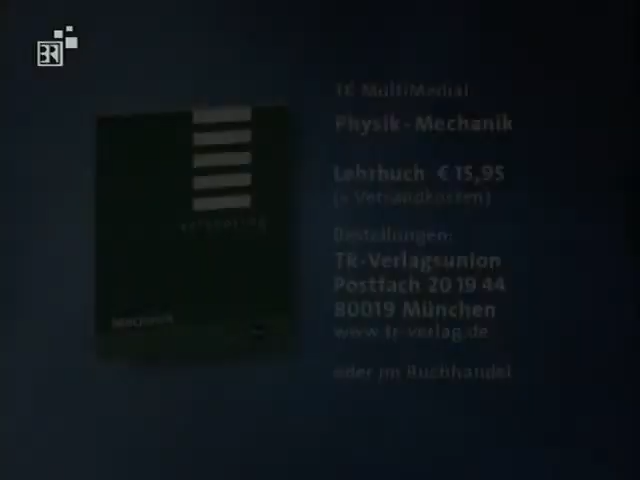 BR
TR MultiMedial
Physik - Mechanik
Lehrbuch € 15,95
(+ Versandkosten)
Bestellungen:
TR-Verlagsunion
Postfach 20 19 44
80019 München
www.tr-verlag.de
oder im Buchhandel